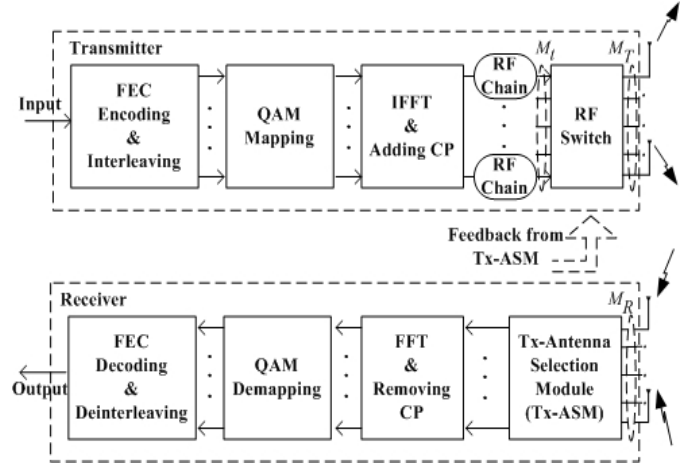 Transmitter
Input
FEC
Encoding
&
Interleaving
QAM
Mapping
IFFT
&
Adding CP
RF
Chain
RF
Chain
M_t
RF
Switch
M_T
Feedback from
Tx-ASM
Receiver
Output
FEC
Decoding
&
Deinterleaving
QAM
Demapping
FFT
&
Removing
CP
Tx-Antenna
Selection
Module
(Tx-ASM)
M_R